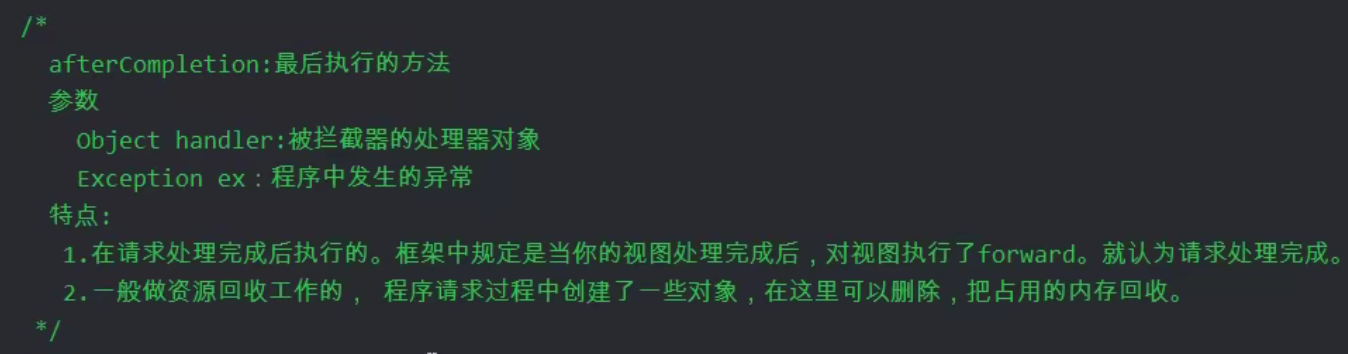 /*
afterCompletion:最后执行的方法
参数
Object handler:被拦截器的处理器对象
Exception ex：程序中发生的异常
特点:
1.在请求处理完成后执行的。框架中规定是当你的视图处理完成后，对视图执行了forward。就认为请求处理完成。
2.一般做资源回收工作的， 程序请求过程中创建了一些对象，在这里可以删除，把占用的内存回收。
*/